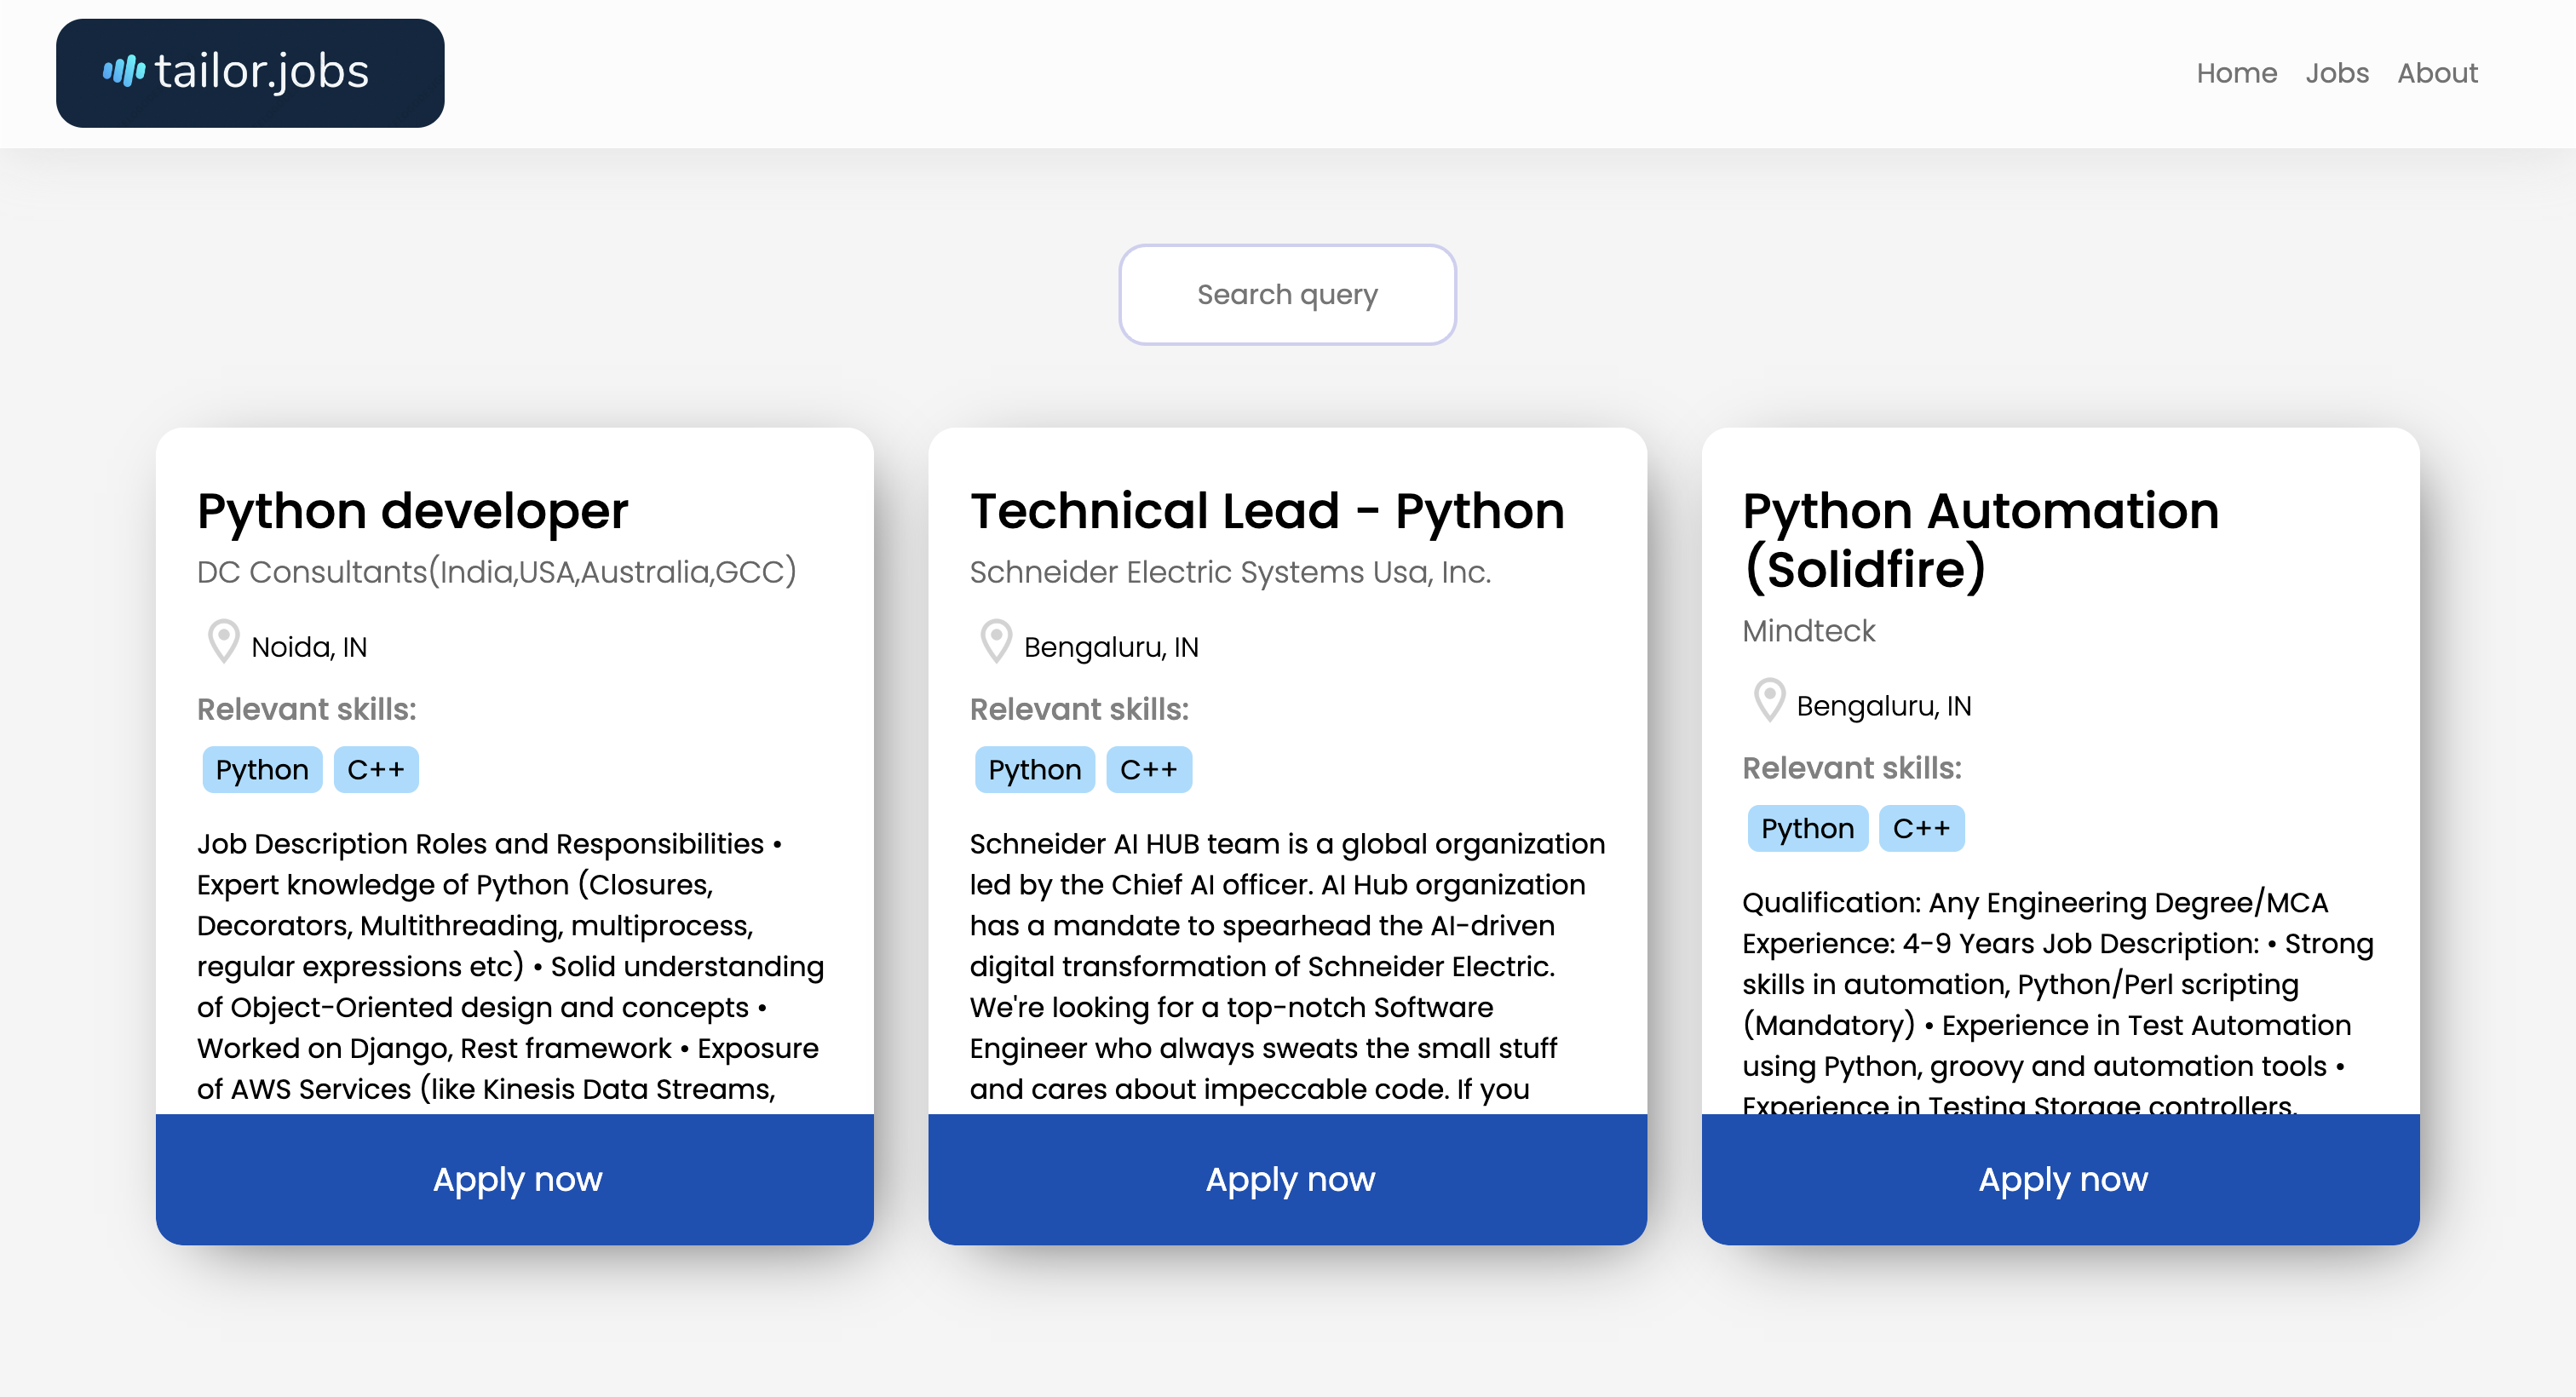 tailor.jobs
Home Jobs About
Search query
Python developer
DC Consultants(India,USA,Australia,GCC)
Noida, IN
Relevant skills:
Python C++
Job Description Roles and Responsibilities •
Expert knowledge of Python (Closures,
Decorators, Multithreading, multiprocess,
regular expressions etc) • Solid understanding
of Object-Oriented design and concepts •
Worked on Django, Rest framework • Exposure
of AWS Services (like Kinesis Data Streams,
Apply now
Technical Lead - Python
Schneider Electric Systems Usa, Inc.
Bengaluru, IN
Relevant skills:
Python C++
Schneider AI HUB team is a global organization
led by the Chief AI officer. AI Hub organization
has a mandate to spearhead the AI-driven
digital transformation of Schneider Electric.
We're looking for a top-notch Software
Engineer who always sweats the small stuff
and cares about impeccable code. If you
Apply now
Python Automation
(Solidfire)
Mindteck
Bengaluru, IN
Relevant skills:
Python C++
Qualification: Any Engineering Degree/MCA
Experience: 4-9 Years Job Description: • Strong
skills in automation, Python/Perl scripting
(Mandatory) • Experience in Test Automation
using Python, groovy and automation tools •
Experience in Testing Storage controllers,
Apply now